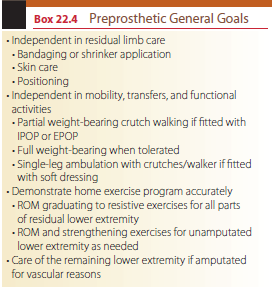 Box 22.4 Preprosthetic General Goals
• Independent in residual limb care
• Bandaging or shrinker application
• Skin care
• Positioning
• Independent in mobility, transfers, and functional
activities
• Partial weight-bearing crutch walking if fitted with
IPOP or EPOP
• Full weight-bearing when tolerated
• Single-leg ambulation with crutches/walker if fitted
with soft dressing
• Demonstrate home exercise program accurately
• ROM graduating to resistive exercises for all parts
of residual lower extremity
• ROM and strengthening exercises for unamputated
lower extremity as needed
• Care of the remaining lower extremity if amputated
for vascular reasons